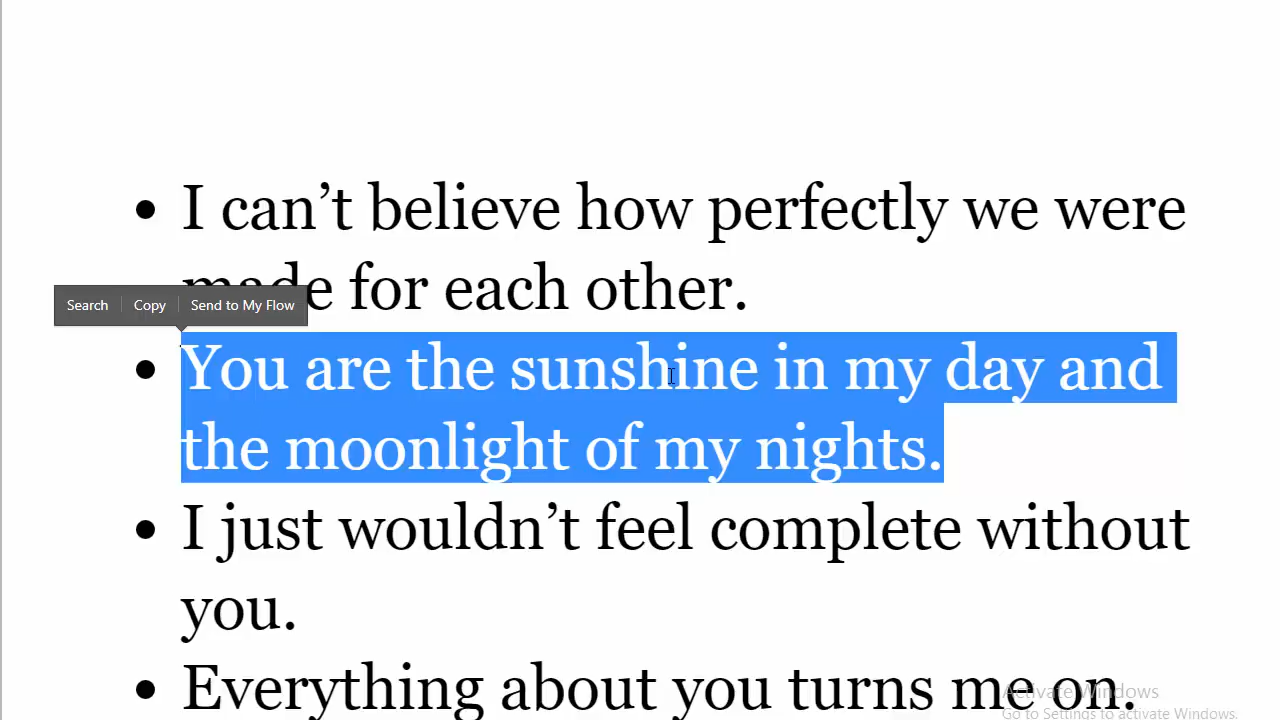 • I can’t believe how perfectly we were
made for each other.
Search Copy Send to My Flow
• You are the sunshine in my day and
the moonlight of my nights.
• I just wouldn’t feel complete without
you.
• Everything about you turns me on.
Activate Windows
Go to Settings to activate Windows.